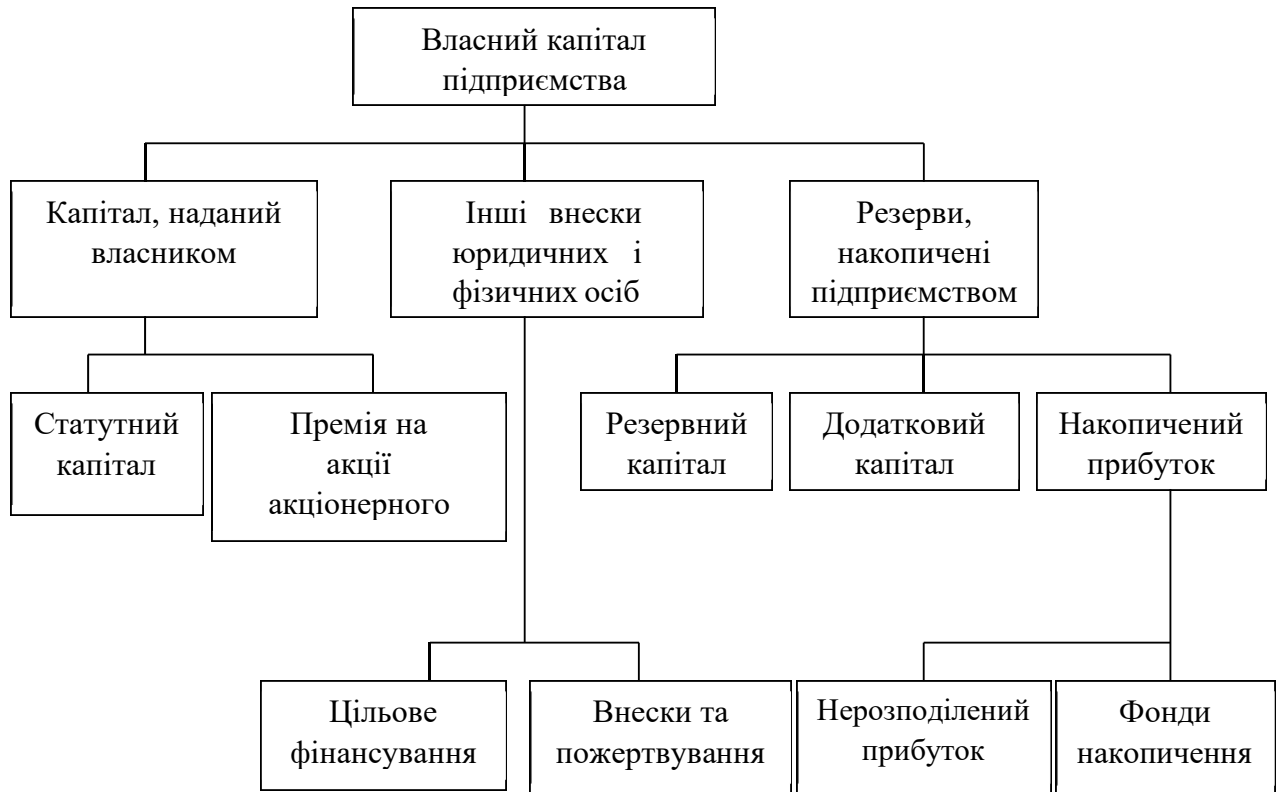 Власний капітал
підприємства
Капітал, наданий
власником
Інші внески
юридичних і
фізичних осіб
Резерви,
накопичені
підприємством
Статутний
капітал
Премія на
акції
акціонерного
Резервний
капітал
Додатковий
капітал
Накопичений
прибуток
Цільове
фінансування
Внески та
пожертвування
Нерозподілений
прибуток
Фонди
накопичення